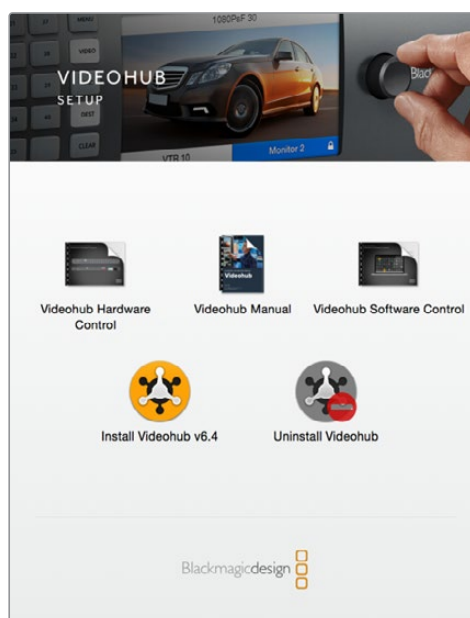 1080PsF 30
VIDEO
VIDEOHUB
SETUP
DEST
CLEAR
VTR 10
Monitor 2
Videohub Hardware
Control
Videohub Manual
Videohub Software Control
Install Videohub v6.4
Uninstall Videohub
Blackmagicdesign